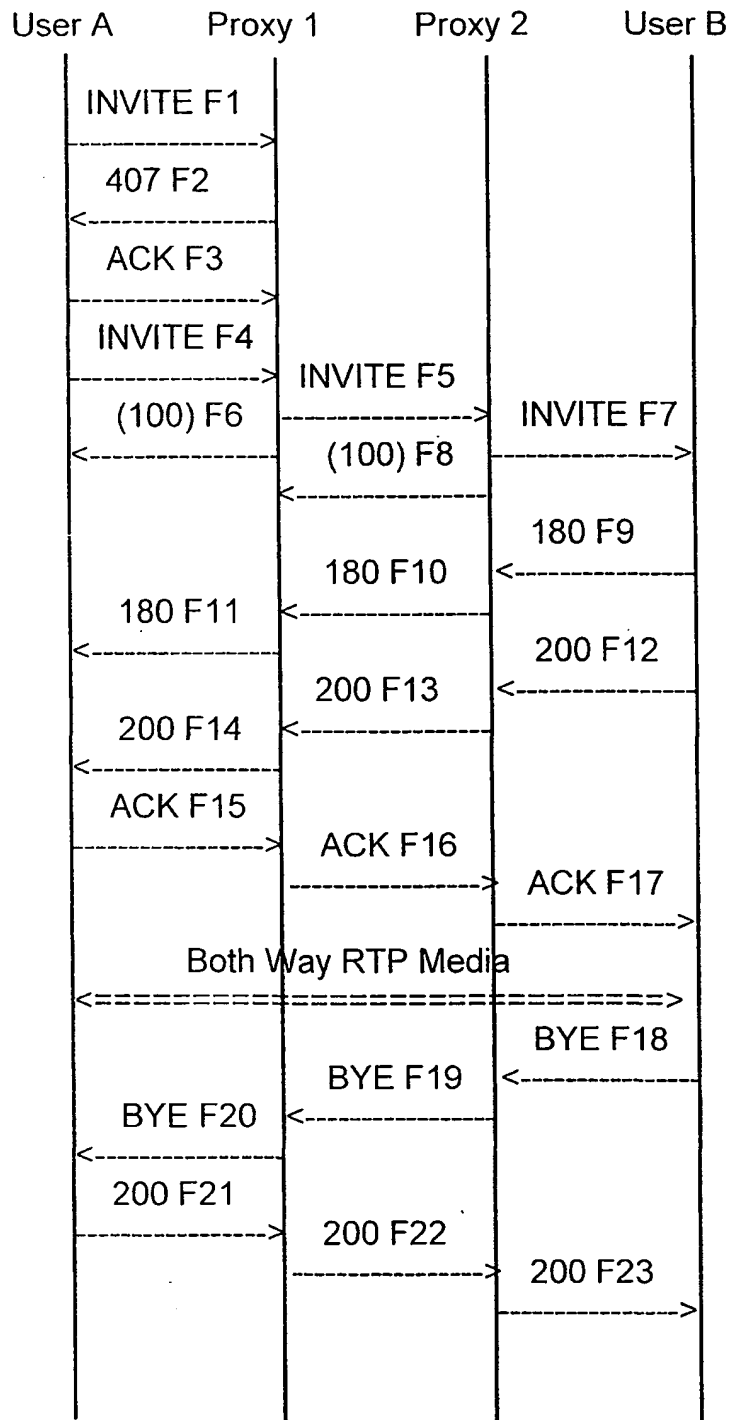 User A Proxy 1 Proxy 2 User B
INVITE F1
407 F2
ACK F3
INVITE F4
INVITE F5
(100) F6
INVITE F7
(100) F8
180 F9
180 F10
180 F11
200 F12
200 F13
200 F14
ACK F15
ACK F16
ACK F17
Both Way RTP Media
BYE F18
BYE F19
BYE F20
200 F21
200 F22
200 F23